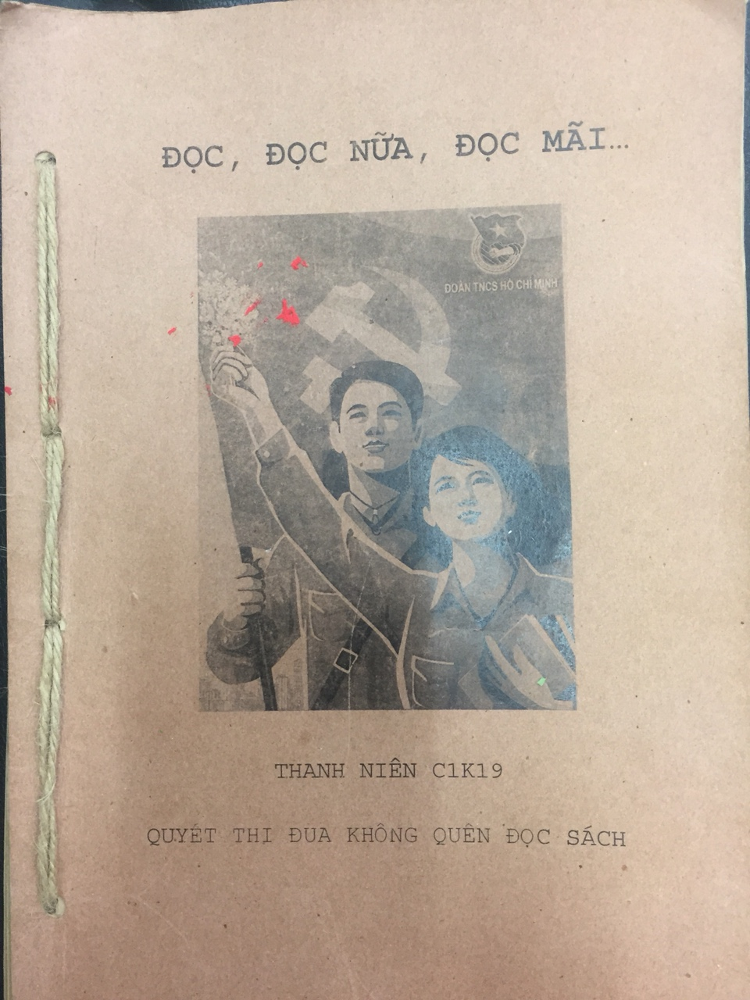 ĐỌC, ĐỌC NỮA, ĐỌC MÃI...
ĐOÀN TNCS HỒ CHÍ MINH
THANH NIÊN C1K19
QUYẾT THI ĐUA KHÔNG QUÊN ĐỌC SÁCH